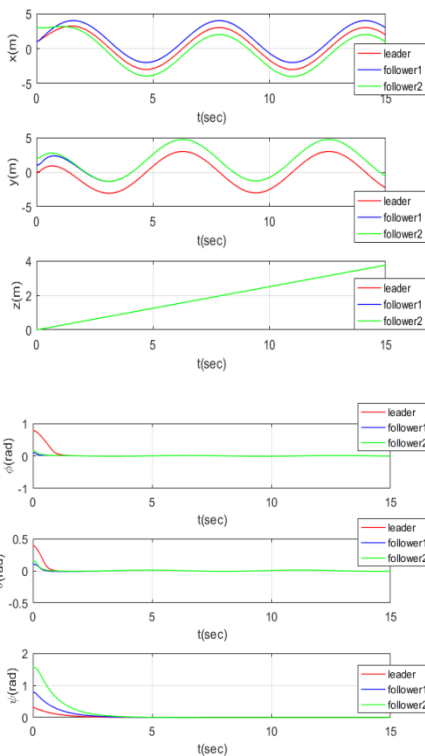 5
0
-5
x(m)
0
5
10
15
t(sec)
leader
follower1
follower2
5
0
-5
y(m)
0
5
10
15
t(sec)
leader
follower1
follower2
4
2
0
z(m)
0
5
10
15
t(sec)
leader
follower1
follower2
1
0
-1
ϕ(rad)
0
5
10
15
t(sec)
leader
follower1
follower2
0.5
0
-0.5
(rad)
0
5
10
15
t(sec)
leader
follower1
follower2
2
1
0
ψ(rad)
0
5
10
15
t(sec)
leader
follower1
follower2